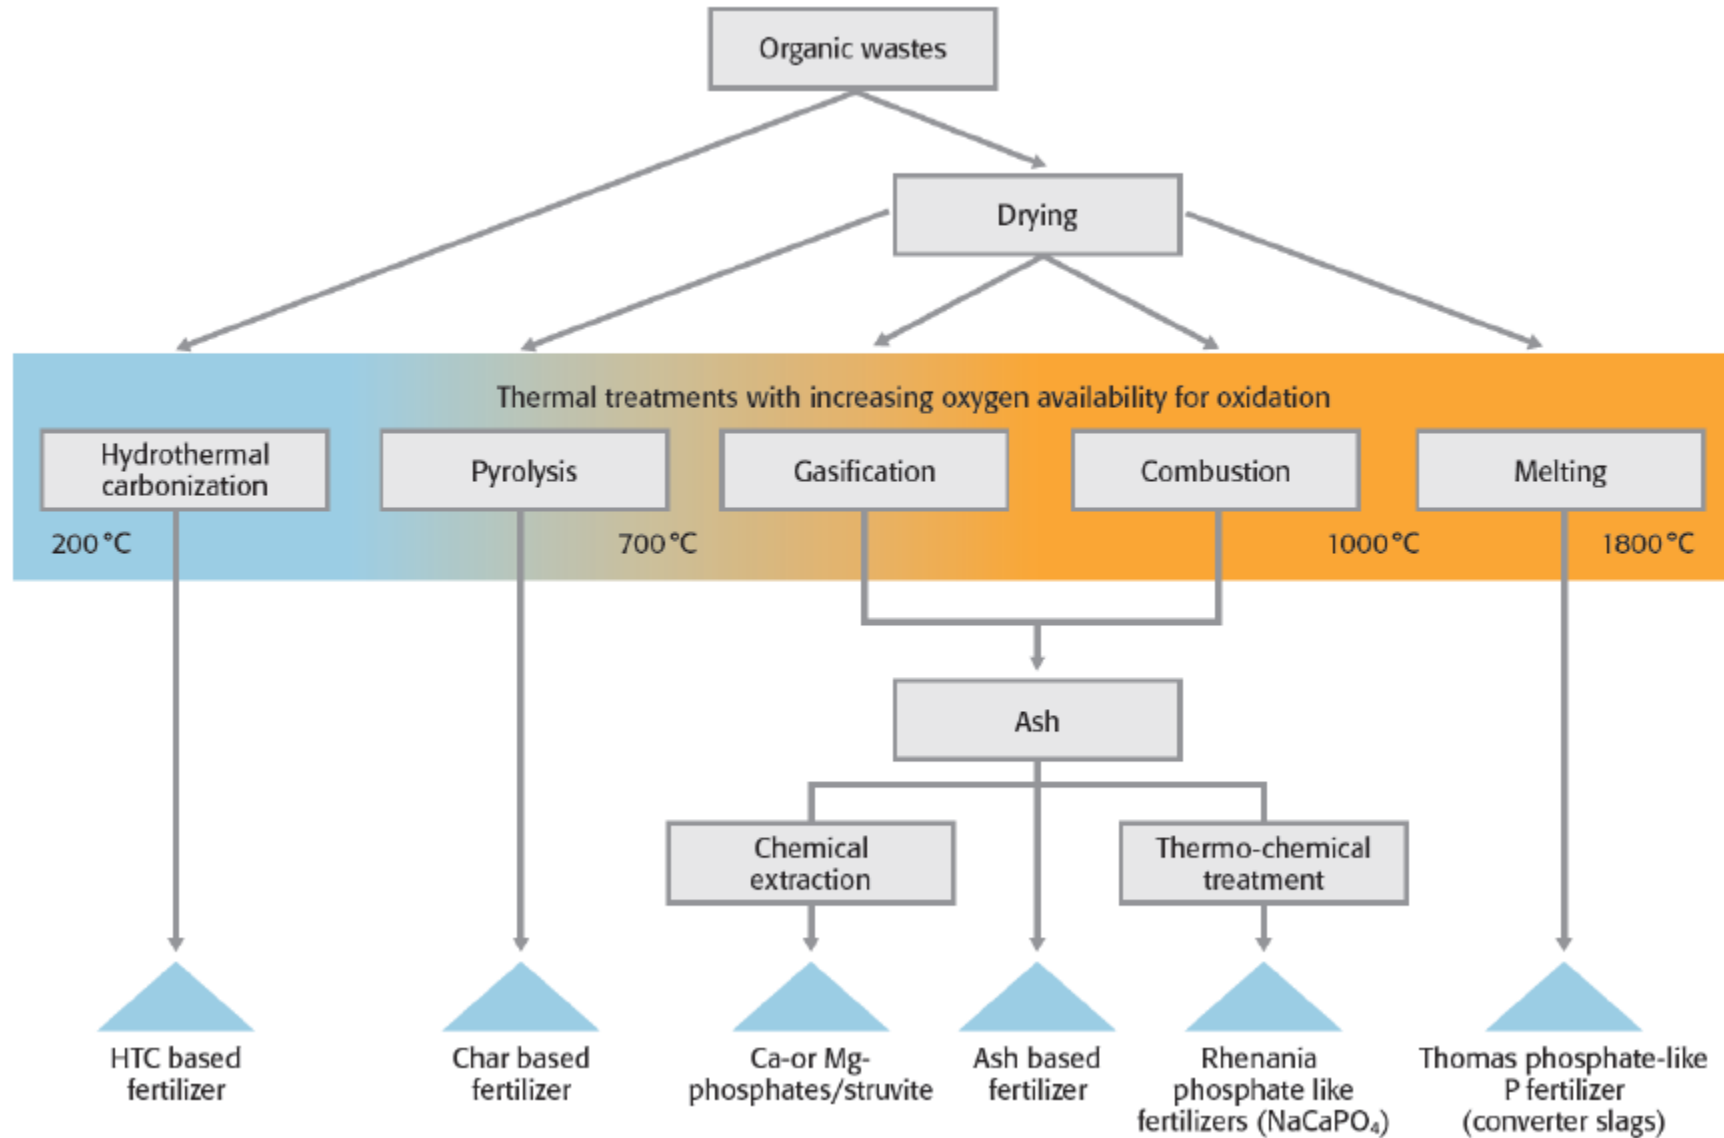 Organic wastes
Drying
Thermal treatments with increasing oxygen availability for oxidation
Hydrothermal
carbonization
Pyrolysis
Gasification
Combustion
Melting
200 °C
700 °C
1000 °C
1800 °C
Ash
Chemical
extraction
Thermo-chemical
treatment
HTC based
fertilizer
Char based
fertilizer
Ca-or Mg-
phosphates/struvite
Ash based
fertilizer
Rhenania
phosphate like
fertilizers (NaCaPO₄)
Thomas phosphate-like
P fertilizer
(converter slags)